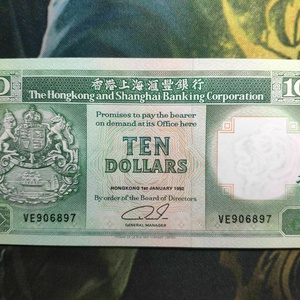 香港上海滙豐銀行
The Hongkong and Shanghai Banking Corporation
Promises to pay the bearer
on demand at its Office here
TEN
DOLLARS
By order of the Board of Directors
GENERAL MANAGER
VE906897
VE906897